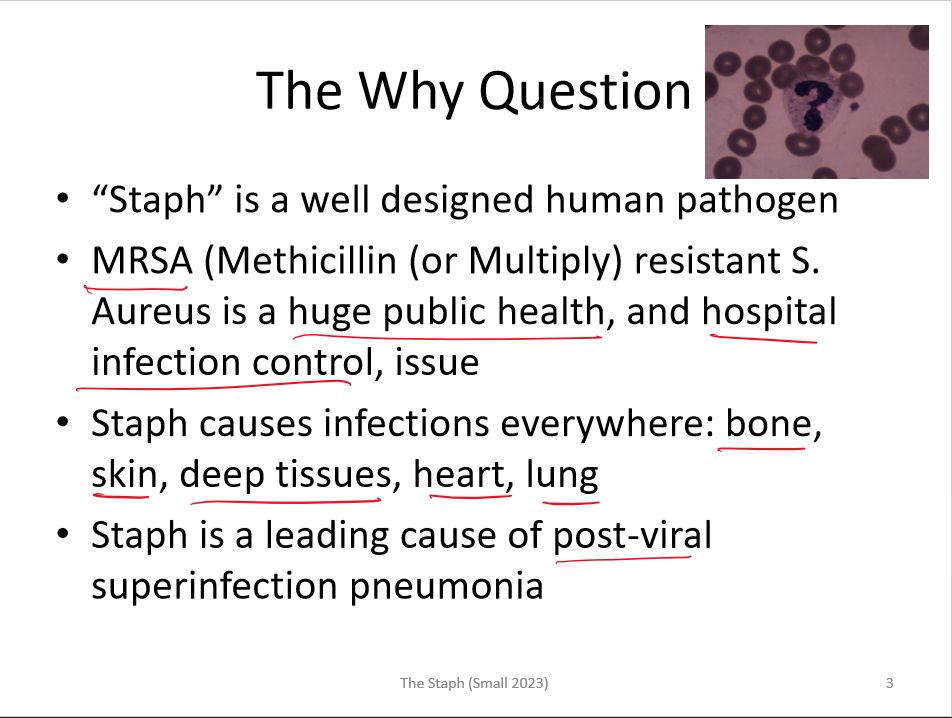 The Why Question
• “Staph” is a well designed human pathogen
• MRSA (Methicillin (or Multiply) resistant S.
Aureus is a huge public health, and hospital
infection control, issue
• Staph causes infections everywhere: bone,
skin, deep tissues, heart, lung
• Staph is a leading cause of post-viral
superinfection pneumonia
The Staph (Small 2023)
3